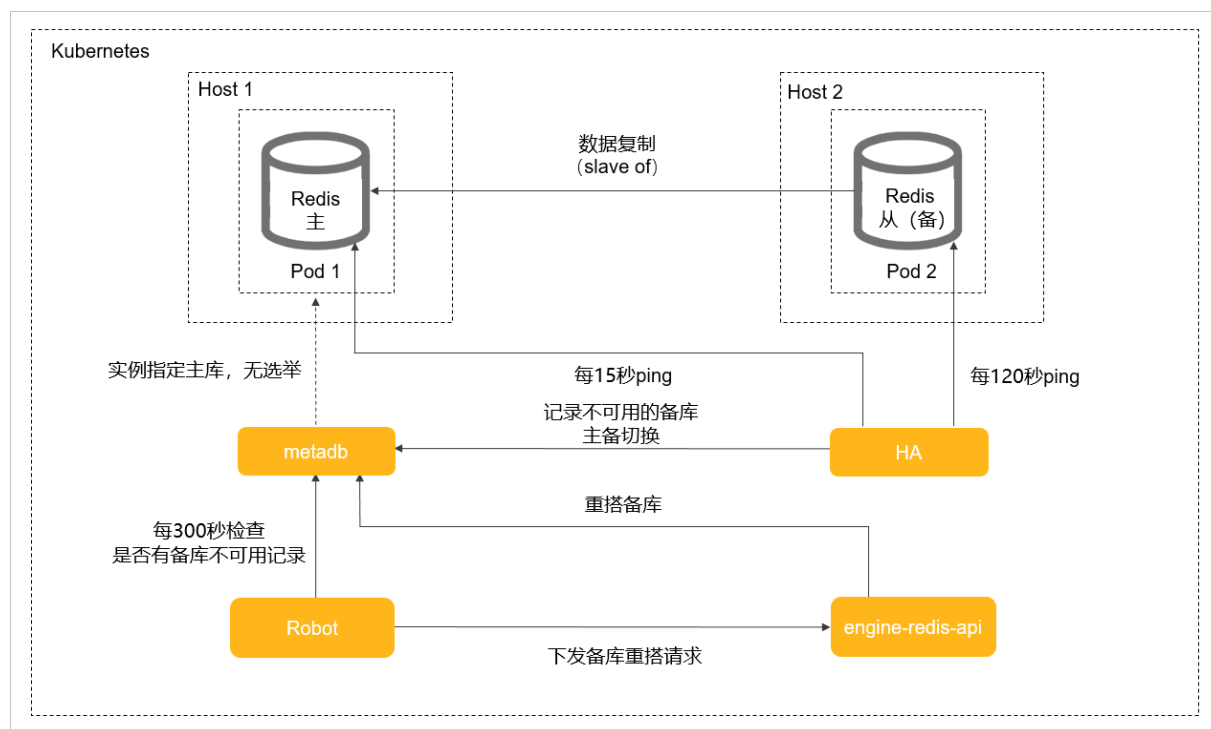 Kubernetes
Host 1
Host 2
数据复制
（slave of）
Redis
主
Redis
从（备）
Pod 1
Pod 2
实例指定主库，无选举
每15秒ping
每120秒ping
记录不可用的备库
主备切换
metadb
HA
重搭备库
每300秒检查
是否有备库不可用记录
Robot
engine-redis-api
下发备库重搭请求